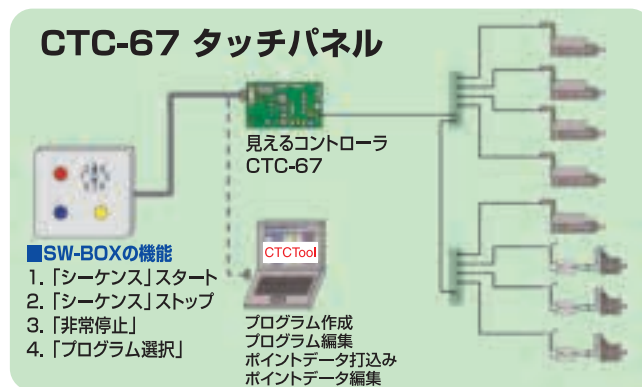 CTC-67 タッチパネル
見えるコントローラ
CTC-67
■SW-BOXの機能
1.「シーケンス」スタート
2.「シーケンス」ストップ
3.「非常停止」
4.「プログラム選択」
CTCTool
プログラム作成
プログラム編集
ポイントデータ打込み
ポイントデータ編集